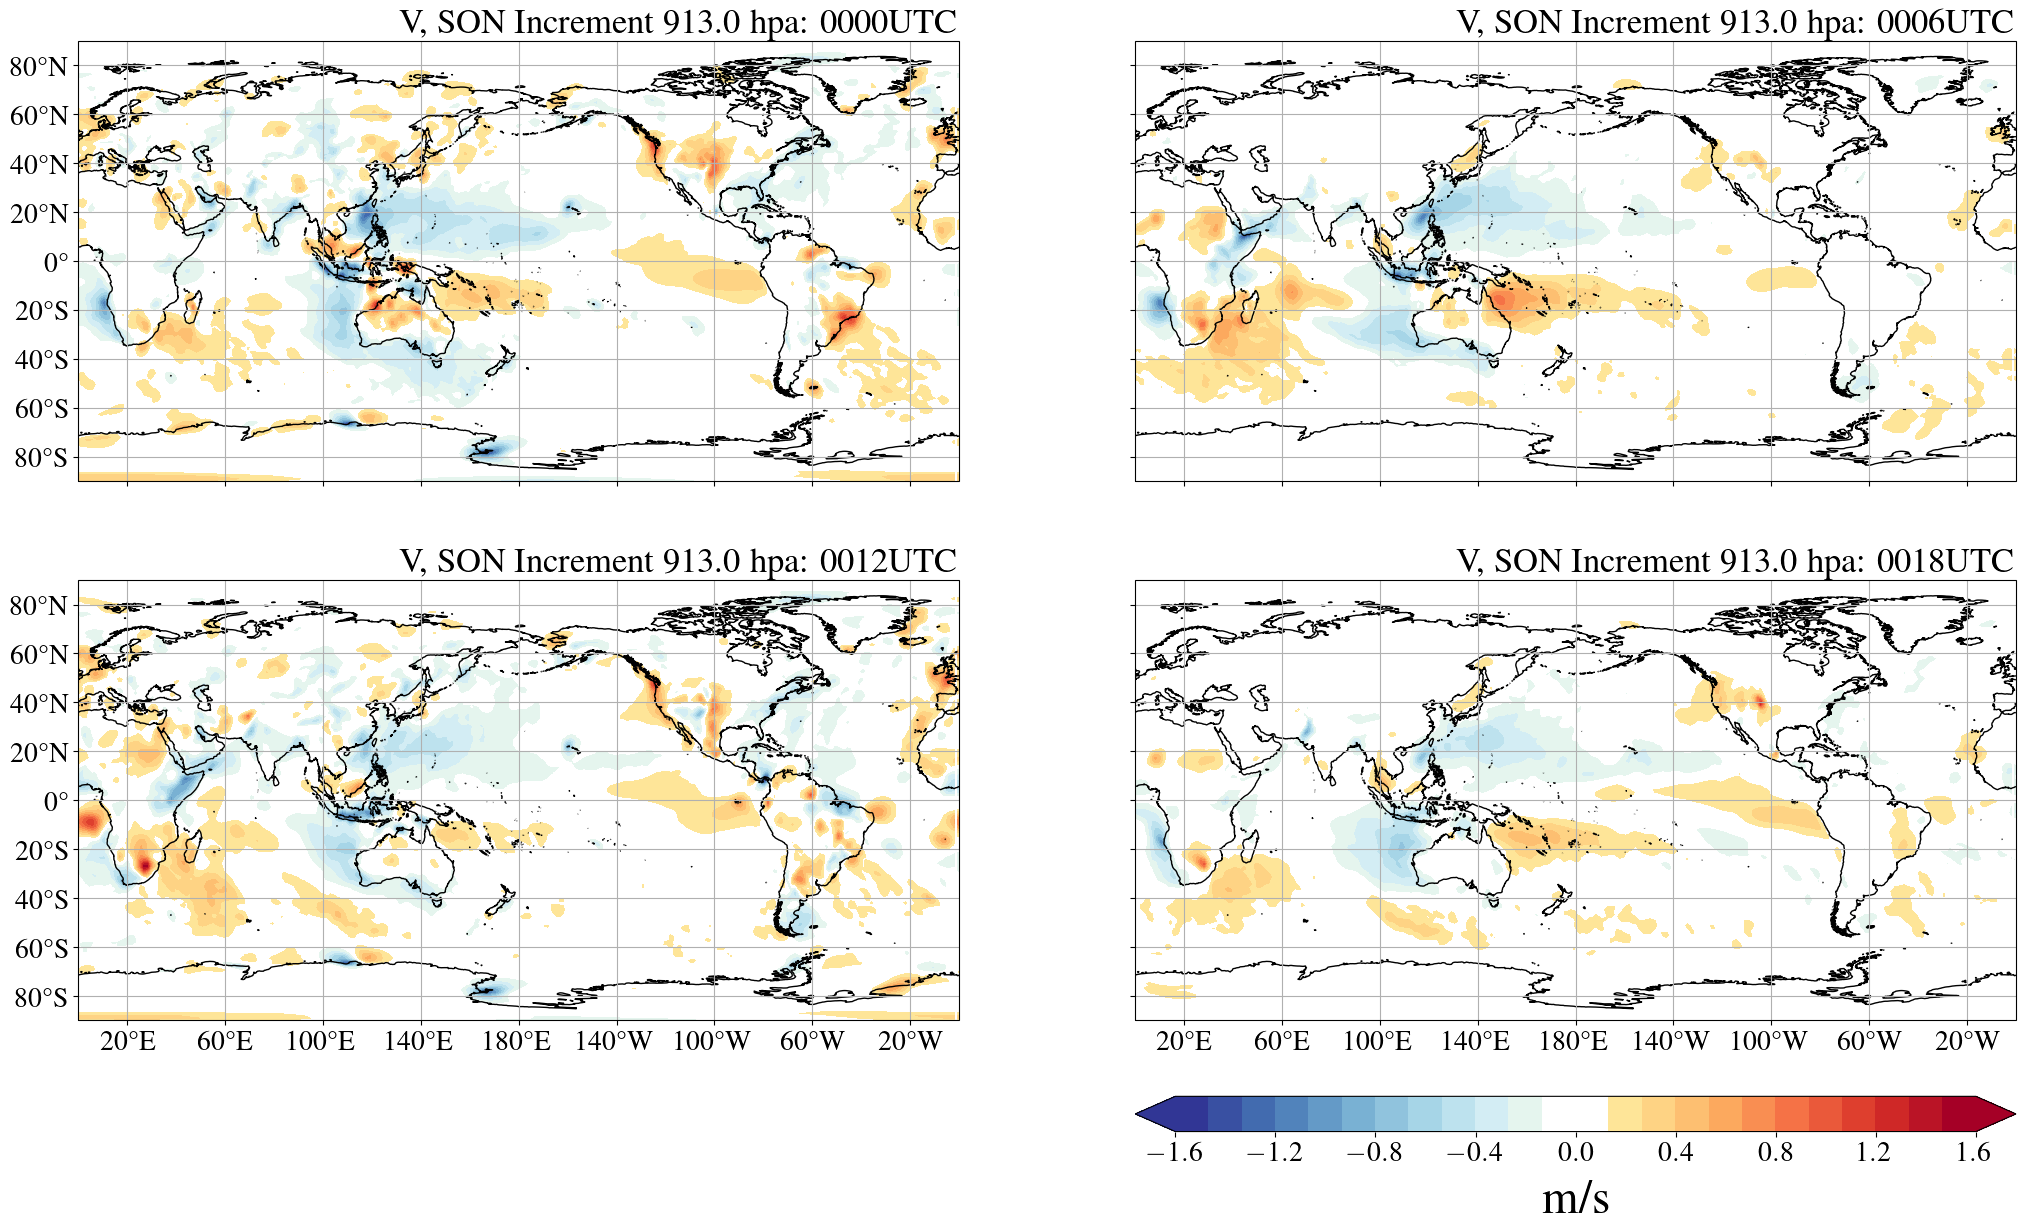 V, SON Increment 913.0 hpa: 0000UTC
V, SON Increment 913.0 hpa: 0006UTC
80°N
60°N
40°N
20°N
0°
20°S
40°S
60°S
80°S
V, SON Increment 913.0 hpa: 0012UTC
V, SON Increment 913.0 hpa: 0018UTC
80°N
60°N
40°N
20°N
0°
20°S
40°S
60°S
80°S
20°E 60°E 100°E 140°E 180°E 140°W 100°W 60°W 20°W
20°E 60°E 100°E 140°E 180°E 140°W 100°W 60°W 20°W
−1.6 −1.2 −0.8 −0.4 0.0 0.4 0.8 1.2 1.6
m/s